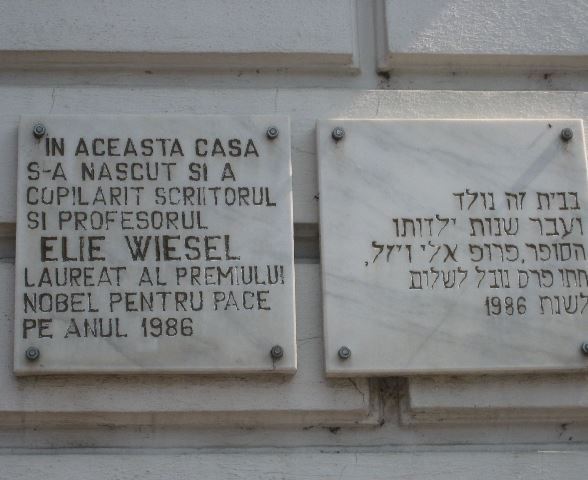 IN ACEASTA CASA
S-A NASCUT SI A
COPILARIT SCRIITORUL
SI PROFESORUL
ELIE WIESEL
LAUREAT AL PREMIULUI
NOBEL PENTRU PACE
PE ANUL 1986
בבית זה נולד
ועבר שנות ילדותו
הסופר, פרופ אלי ויזל,
חתן פרס נובל לשלום
לשנת 1986